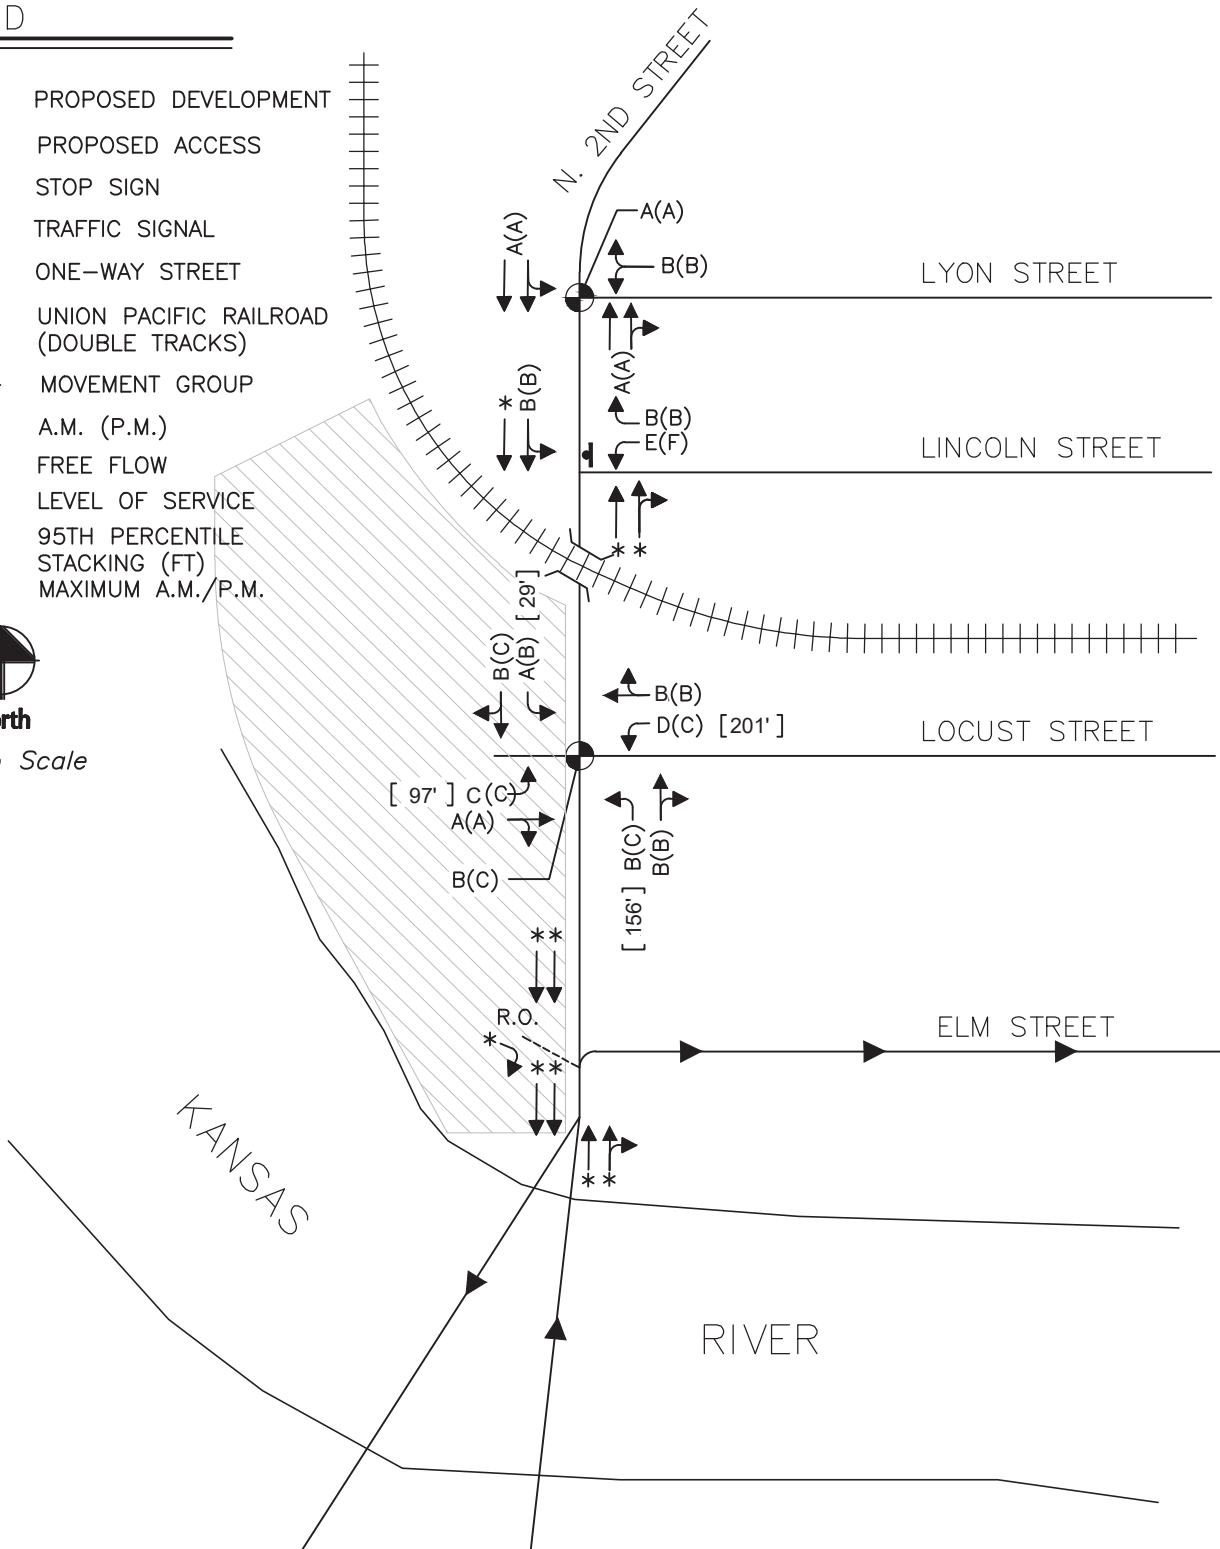 D
PROPOSED DEVELOPMENT
PROPOSED ACCESS
STOP SIGN
TRAFFIC SIGNAL
ONE-WAY STREET
UNION PACIFIC RAILROAD
(DOUBLE TRACKS)
MOVEMENT GROUP
A.M. (P.M.)
FREE FLOW
LEVEL OF SERVICE
95TH PERCENTILE
STACKING (FT)
MAXIMUM A.M./P.M.
rth
Scale
N. 2ND STREET
A(A)
A(A)
B(B)
LYON STREET
A(A)
*
B(B)
B(B)
E(F)
LINCOLN STREET
* *
B(C)
A(B) [ 29' ]
B(B)
D(C) [201' ]
LOCUST STREET
[ 97' ] C(C)
A(A)
B(C)
[ 156' ] B(C)
B(B)
**
R.O.
*
**
ELM STREET
**
KANSAS
RIVER